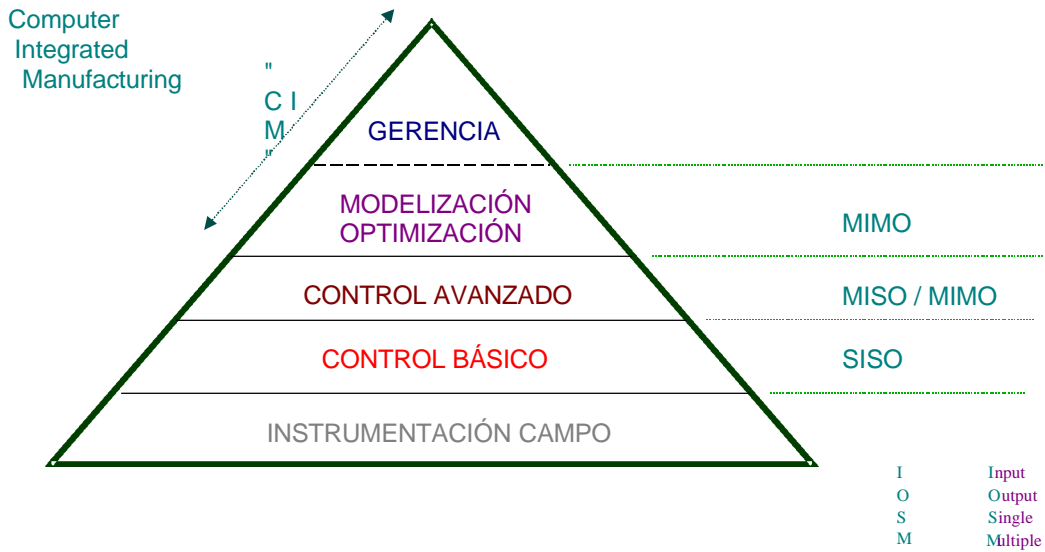 Computer
Integrated
Manufacturing
"
C I
M
"
GERENCIA
MODELIZACIÓN
OPTIMIZACIÓN
MIMO
CONTROL AVANZADO
MISO / MIMO
CONTROL BÁSICO
SISO
INSTRUMENTACIÓN CAMPO
I Input
O Output
S Single
M Multiple